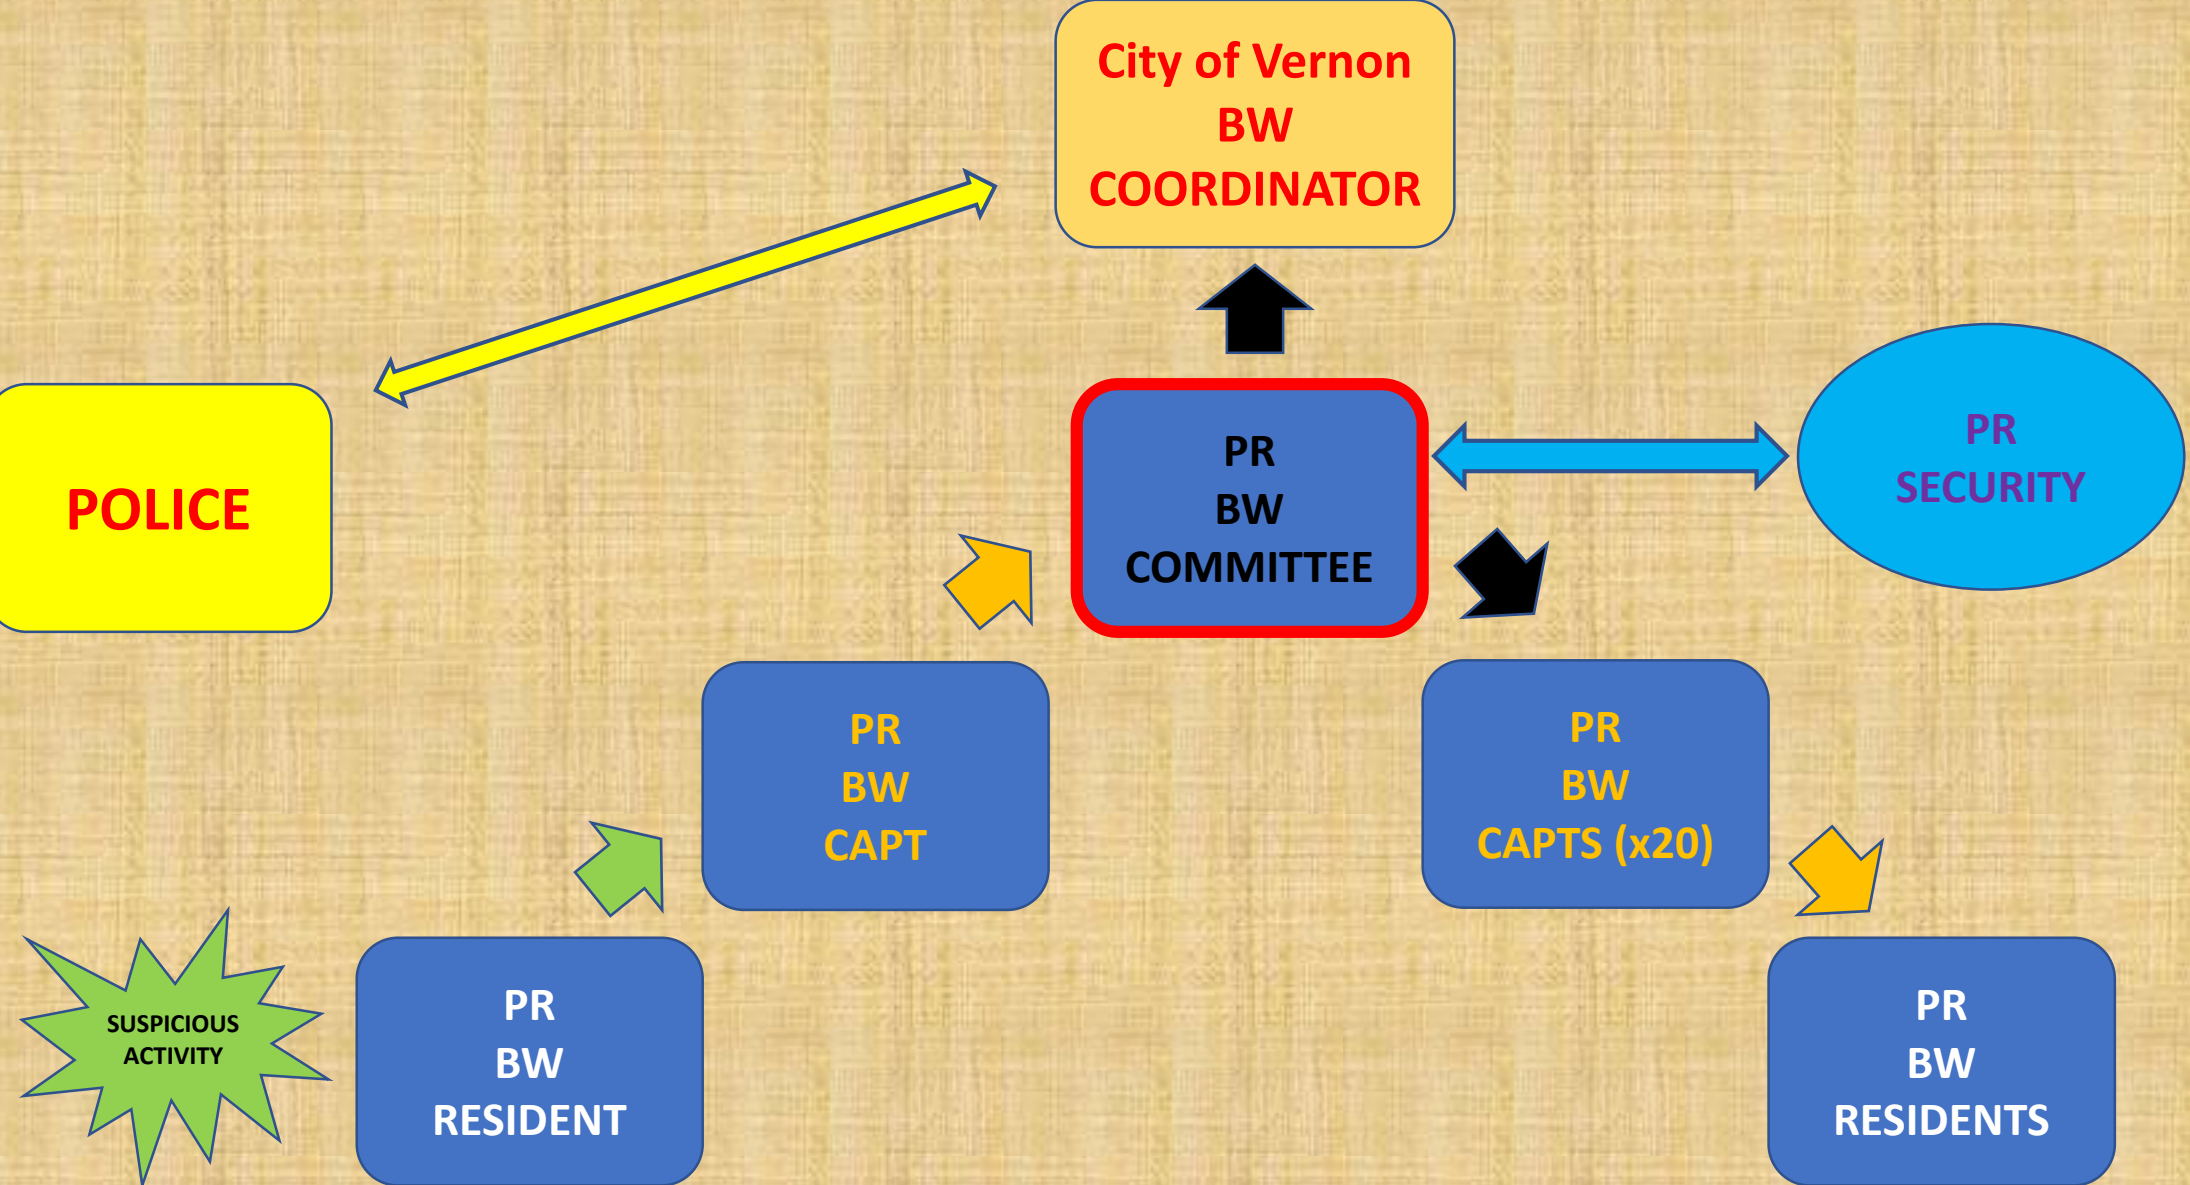 City of Vernon
BW
COORDINATOR
POLICE
PR
BW
COMMITTEE
PR
SECURITY
PR
BW
CAPT
PR
BW
CAPTS (x20)
SUSPICIOUS
ACTIVITY
PR
BW
RESIDENT
PR
BW
RESIDENTS